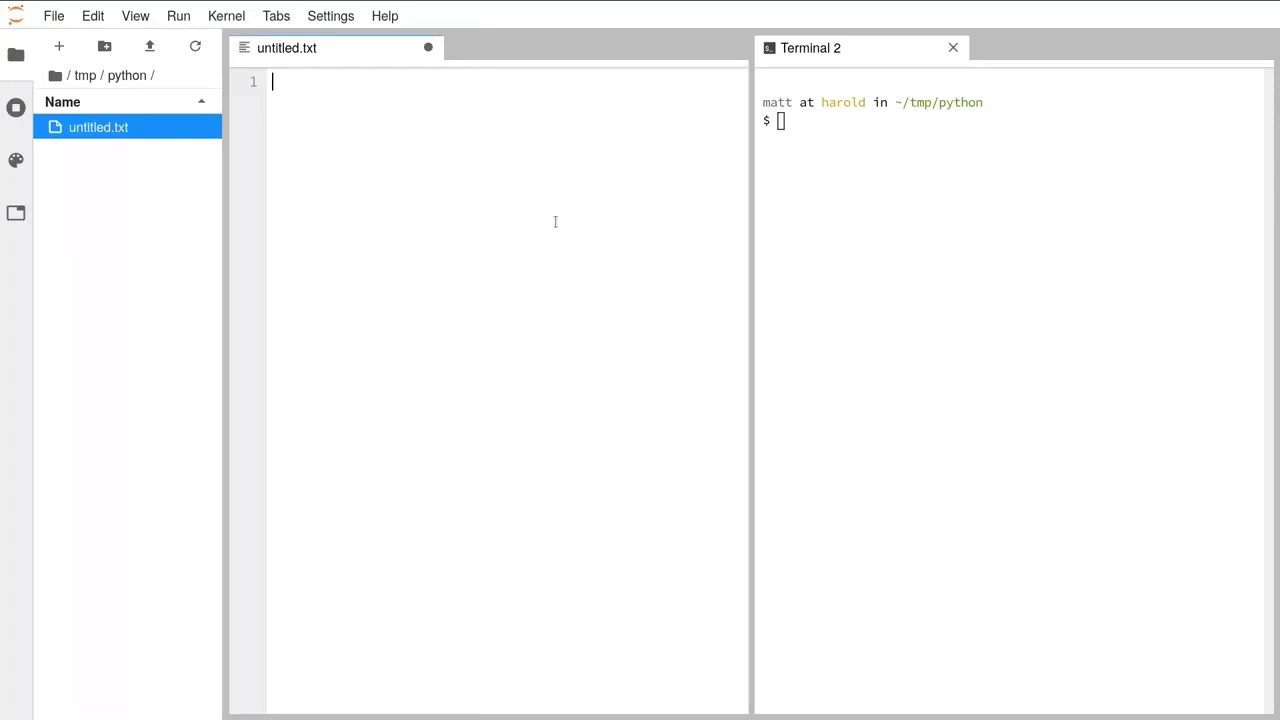 File Edit View Run Kernel Tabs Settings Help
/ tmp / python /
Name
untitled.txt
untitled.txt
1
Terminal 2
matt at harold in ~/tmp/python
$